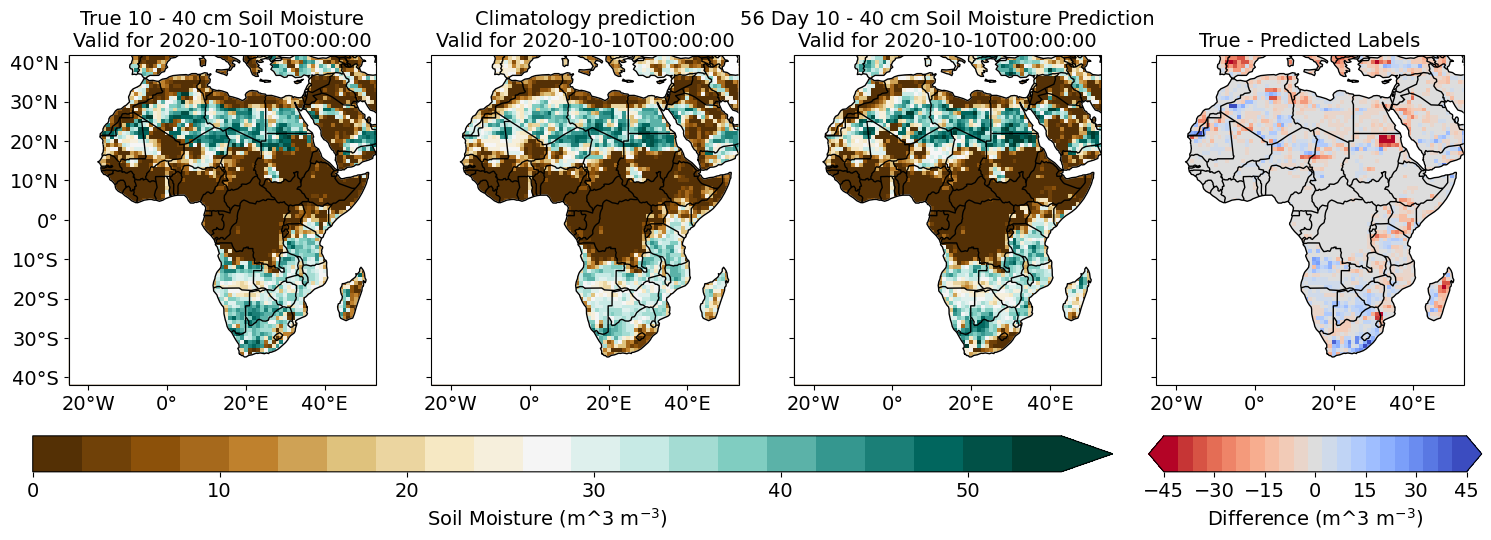 True 10 - 40 cm Soil Moisture
Valid for 2020-10-10T00:00:00
Climatology prediction
Valid for 2020-10-10T00:00:00
56 Day 10 - 40 cm Soil Moisture Prediction
Valid for 2020-10-10T00:00:00
True - Predicted Labels
40°N
30°N
20°N
10°N
0°
10°S
20°S
30°S
40°S
20°W 0° 20°E 40°E
20°W 0° 20°E 40°E
20°W 0° 20°E 40°E
20°W 0° 20°E 40°E
0 10 20 30 40 50
Soil Moisture (m^3 m⁻³)
−45 −30 −15 0 15 30 45
Difference (m^3 m⁻³)